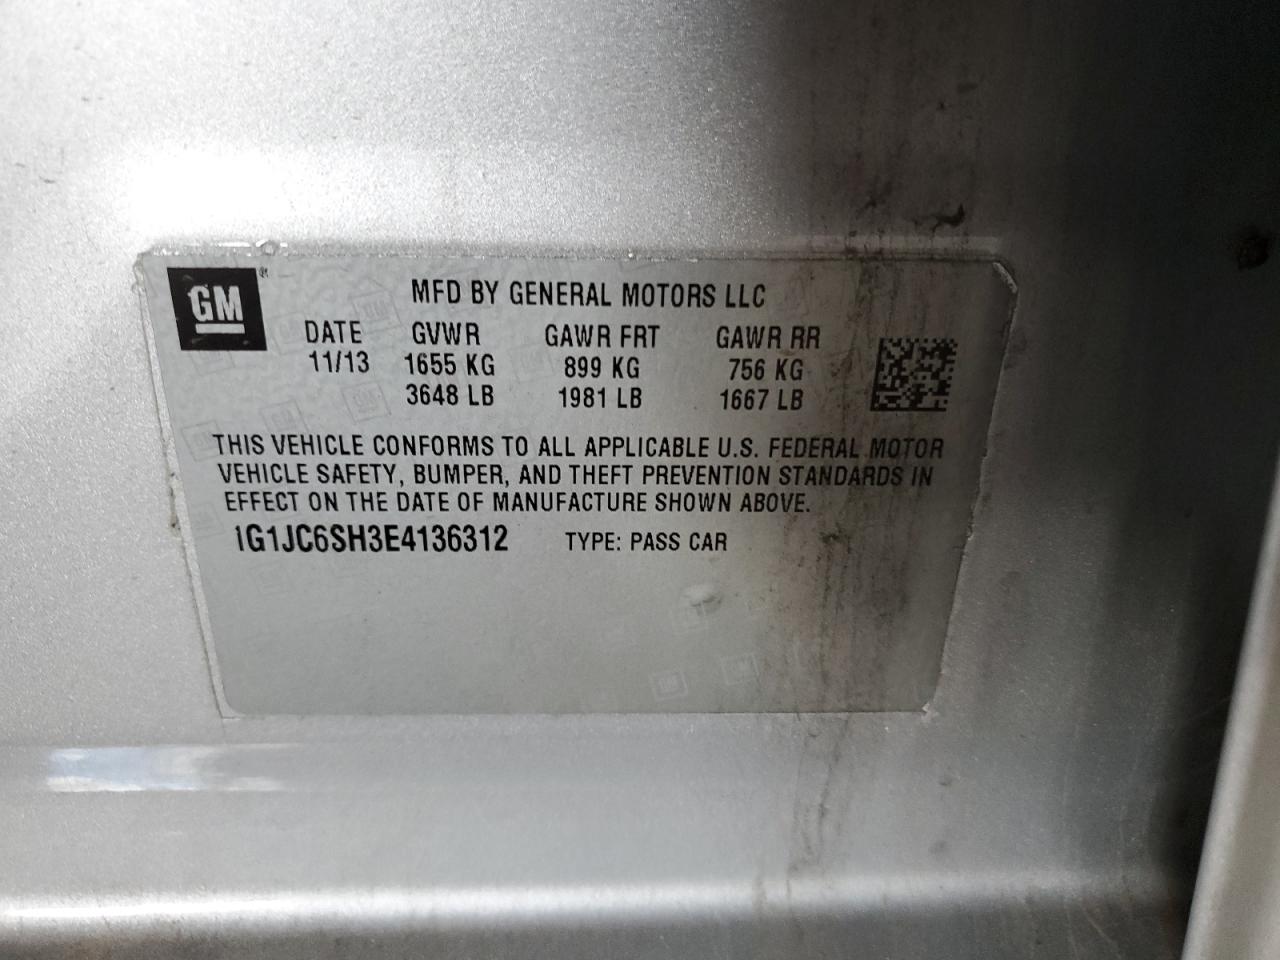 GM®
MFD BY GENERAL MOTORS LLC
DATE GVWR GAWR FRT GAWR RR
11/13 1655 KG 899 KG 756 KG
3648 LB 1981 LB 1667 LB
THIS VEHICLE CONFORMS TO ALL APPLICABLE U.S. FEDERAL MOTOR
VEHICLE SAFETY, BUMPER, AND THEFT PREVENTION STANDARDS IN
EFFECT ON THE DATE OF MANUFACTURE SHOWN ABOVE.
1G1JC6SH3E4136312 TYPE: PASS CAR